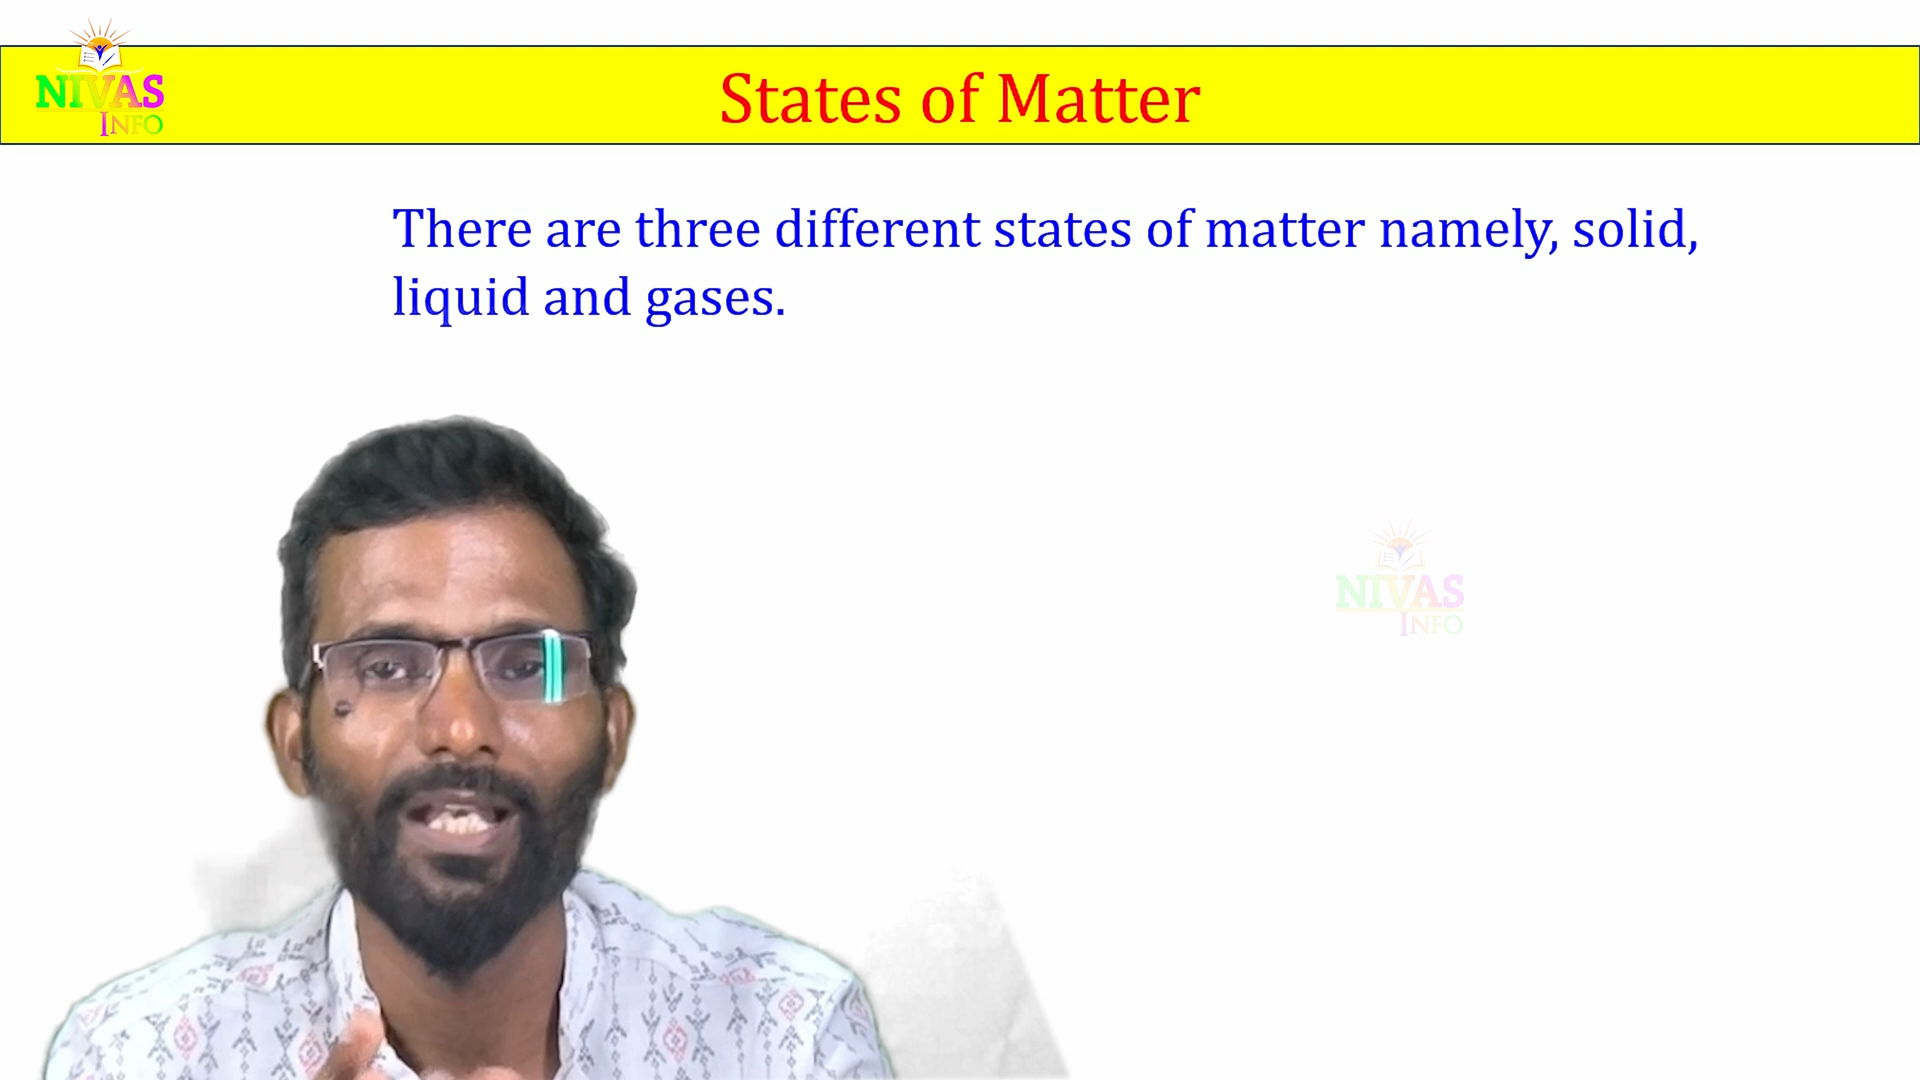 NIVAS
INFO
States of Matter
There are three different states of matter namely, solid,
liquid and gases.
NIVAS
INFO